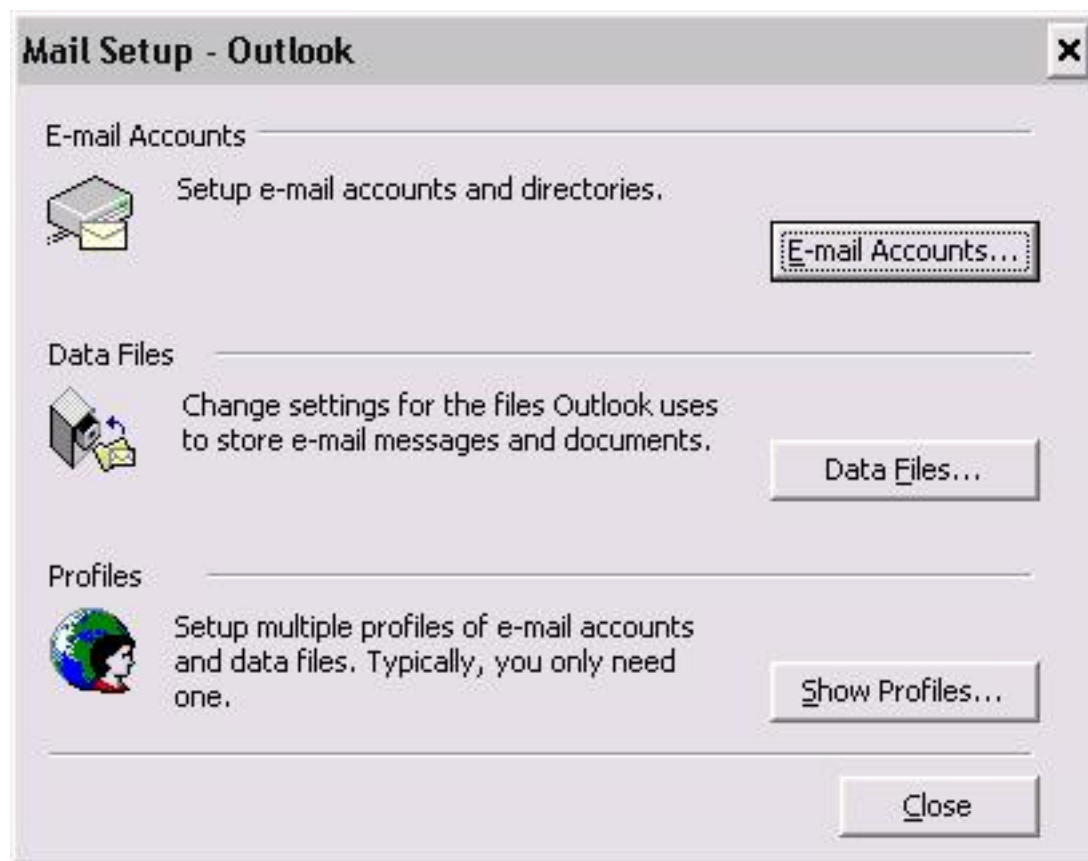 Mail Setup - Outlook
E-mail Accounts
Setup e-mail accounts and directories.
E-mail Accounts...
Data Files
Change settings for the files Outlook uses
to store e-mail messages and documents.
Data Files...
Profiles
Setup multiple profiles of e-mail accounts
and data files. Typically, you only need
one.
Show Profiles...
Close